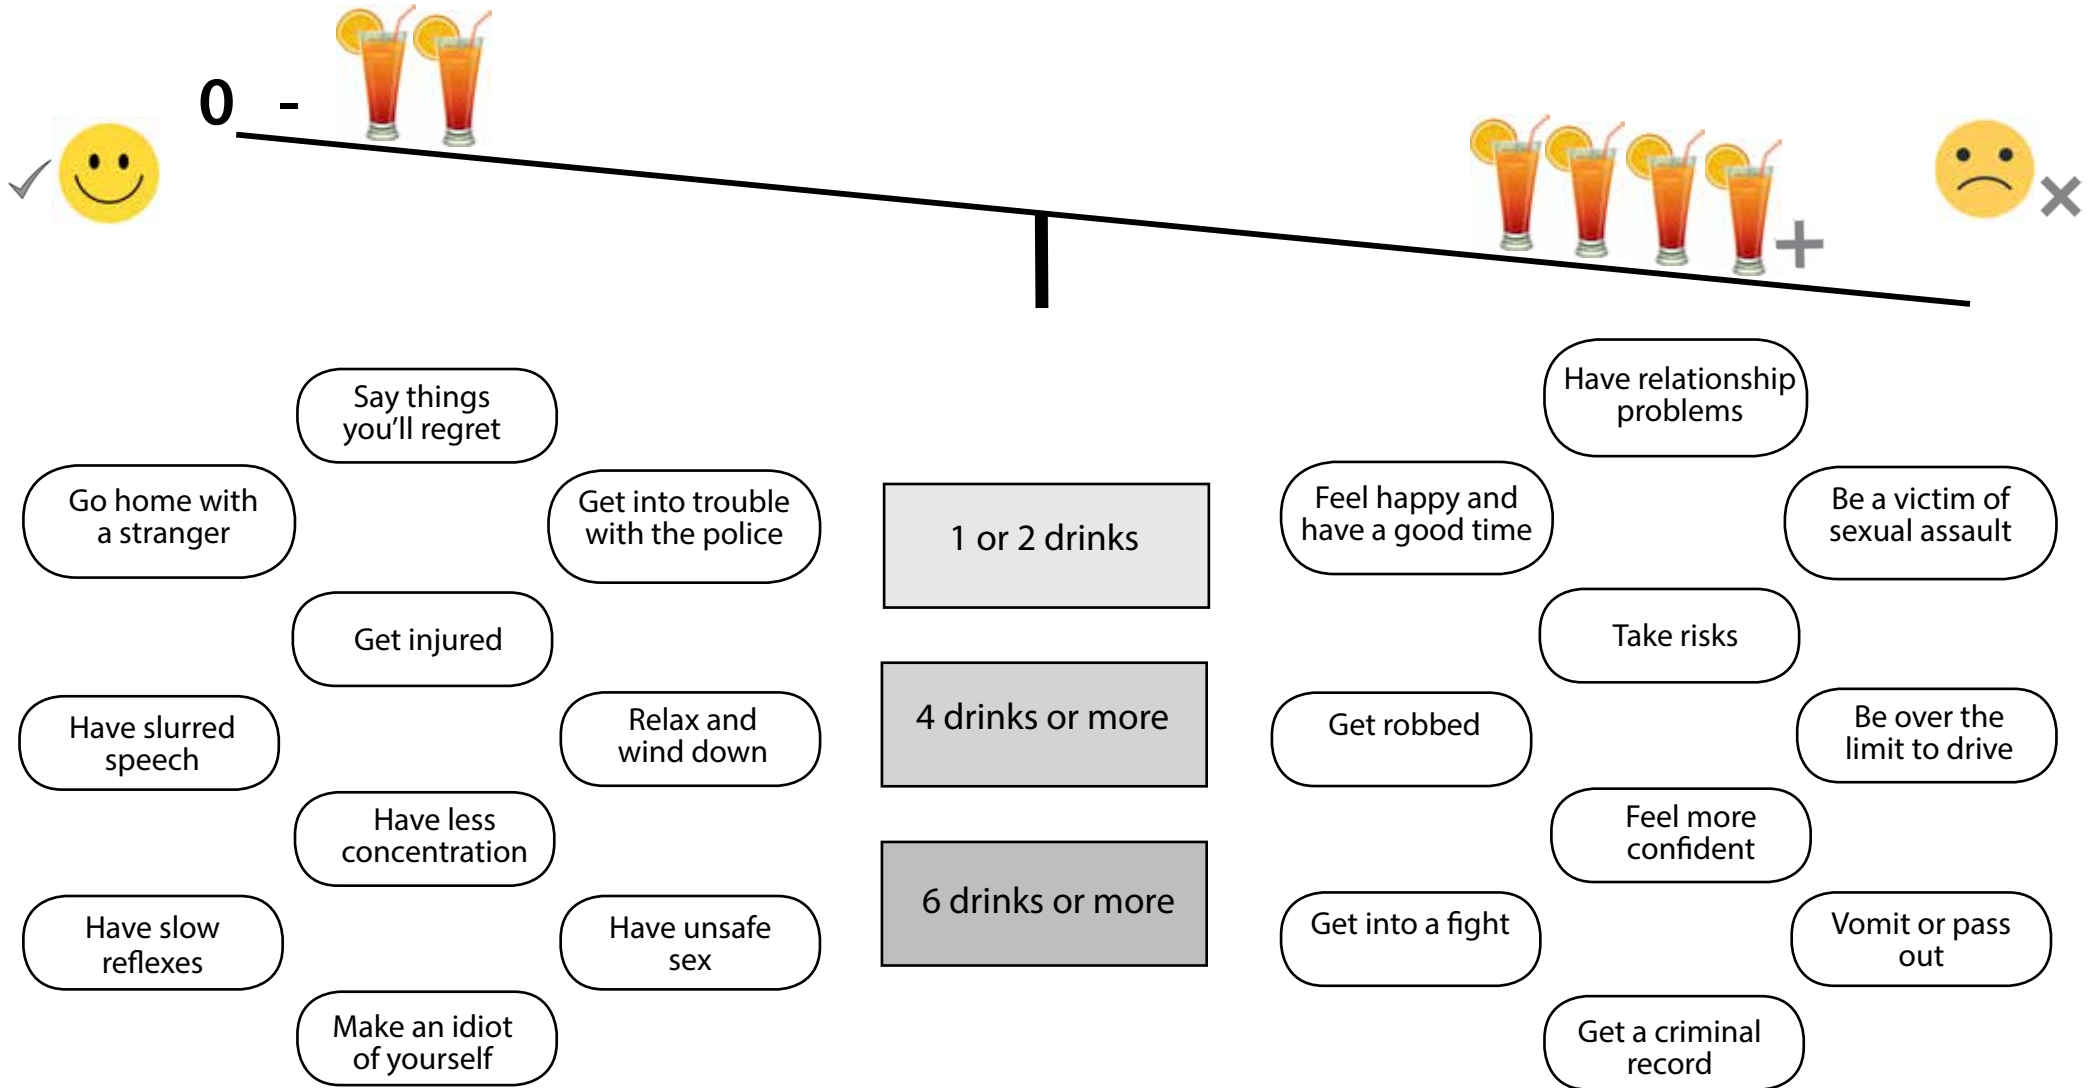 0 -
+
Say things
you'll regret
Go home with
a stranger
Get into trouble
with the police
Get injured
Have slurred
speech
Relax and
wind down
Have less
concentration
Have slow
reflexes
Have unsafe
sex
Make an idiot
of yourself
1 or 2 drinks
4 drinks or more
6 drinks or more
Have relationship
problems
Feel happy and
have a good time
Be a victim of
sexual assault
Take risks
Get robbed
Be over the
limit to drive
Feel more
confident
Get into a fight
Vomit or pass
out
Get a criminal
record